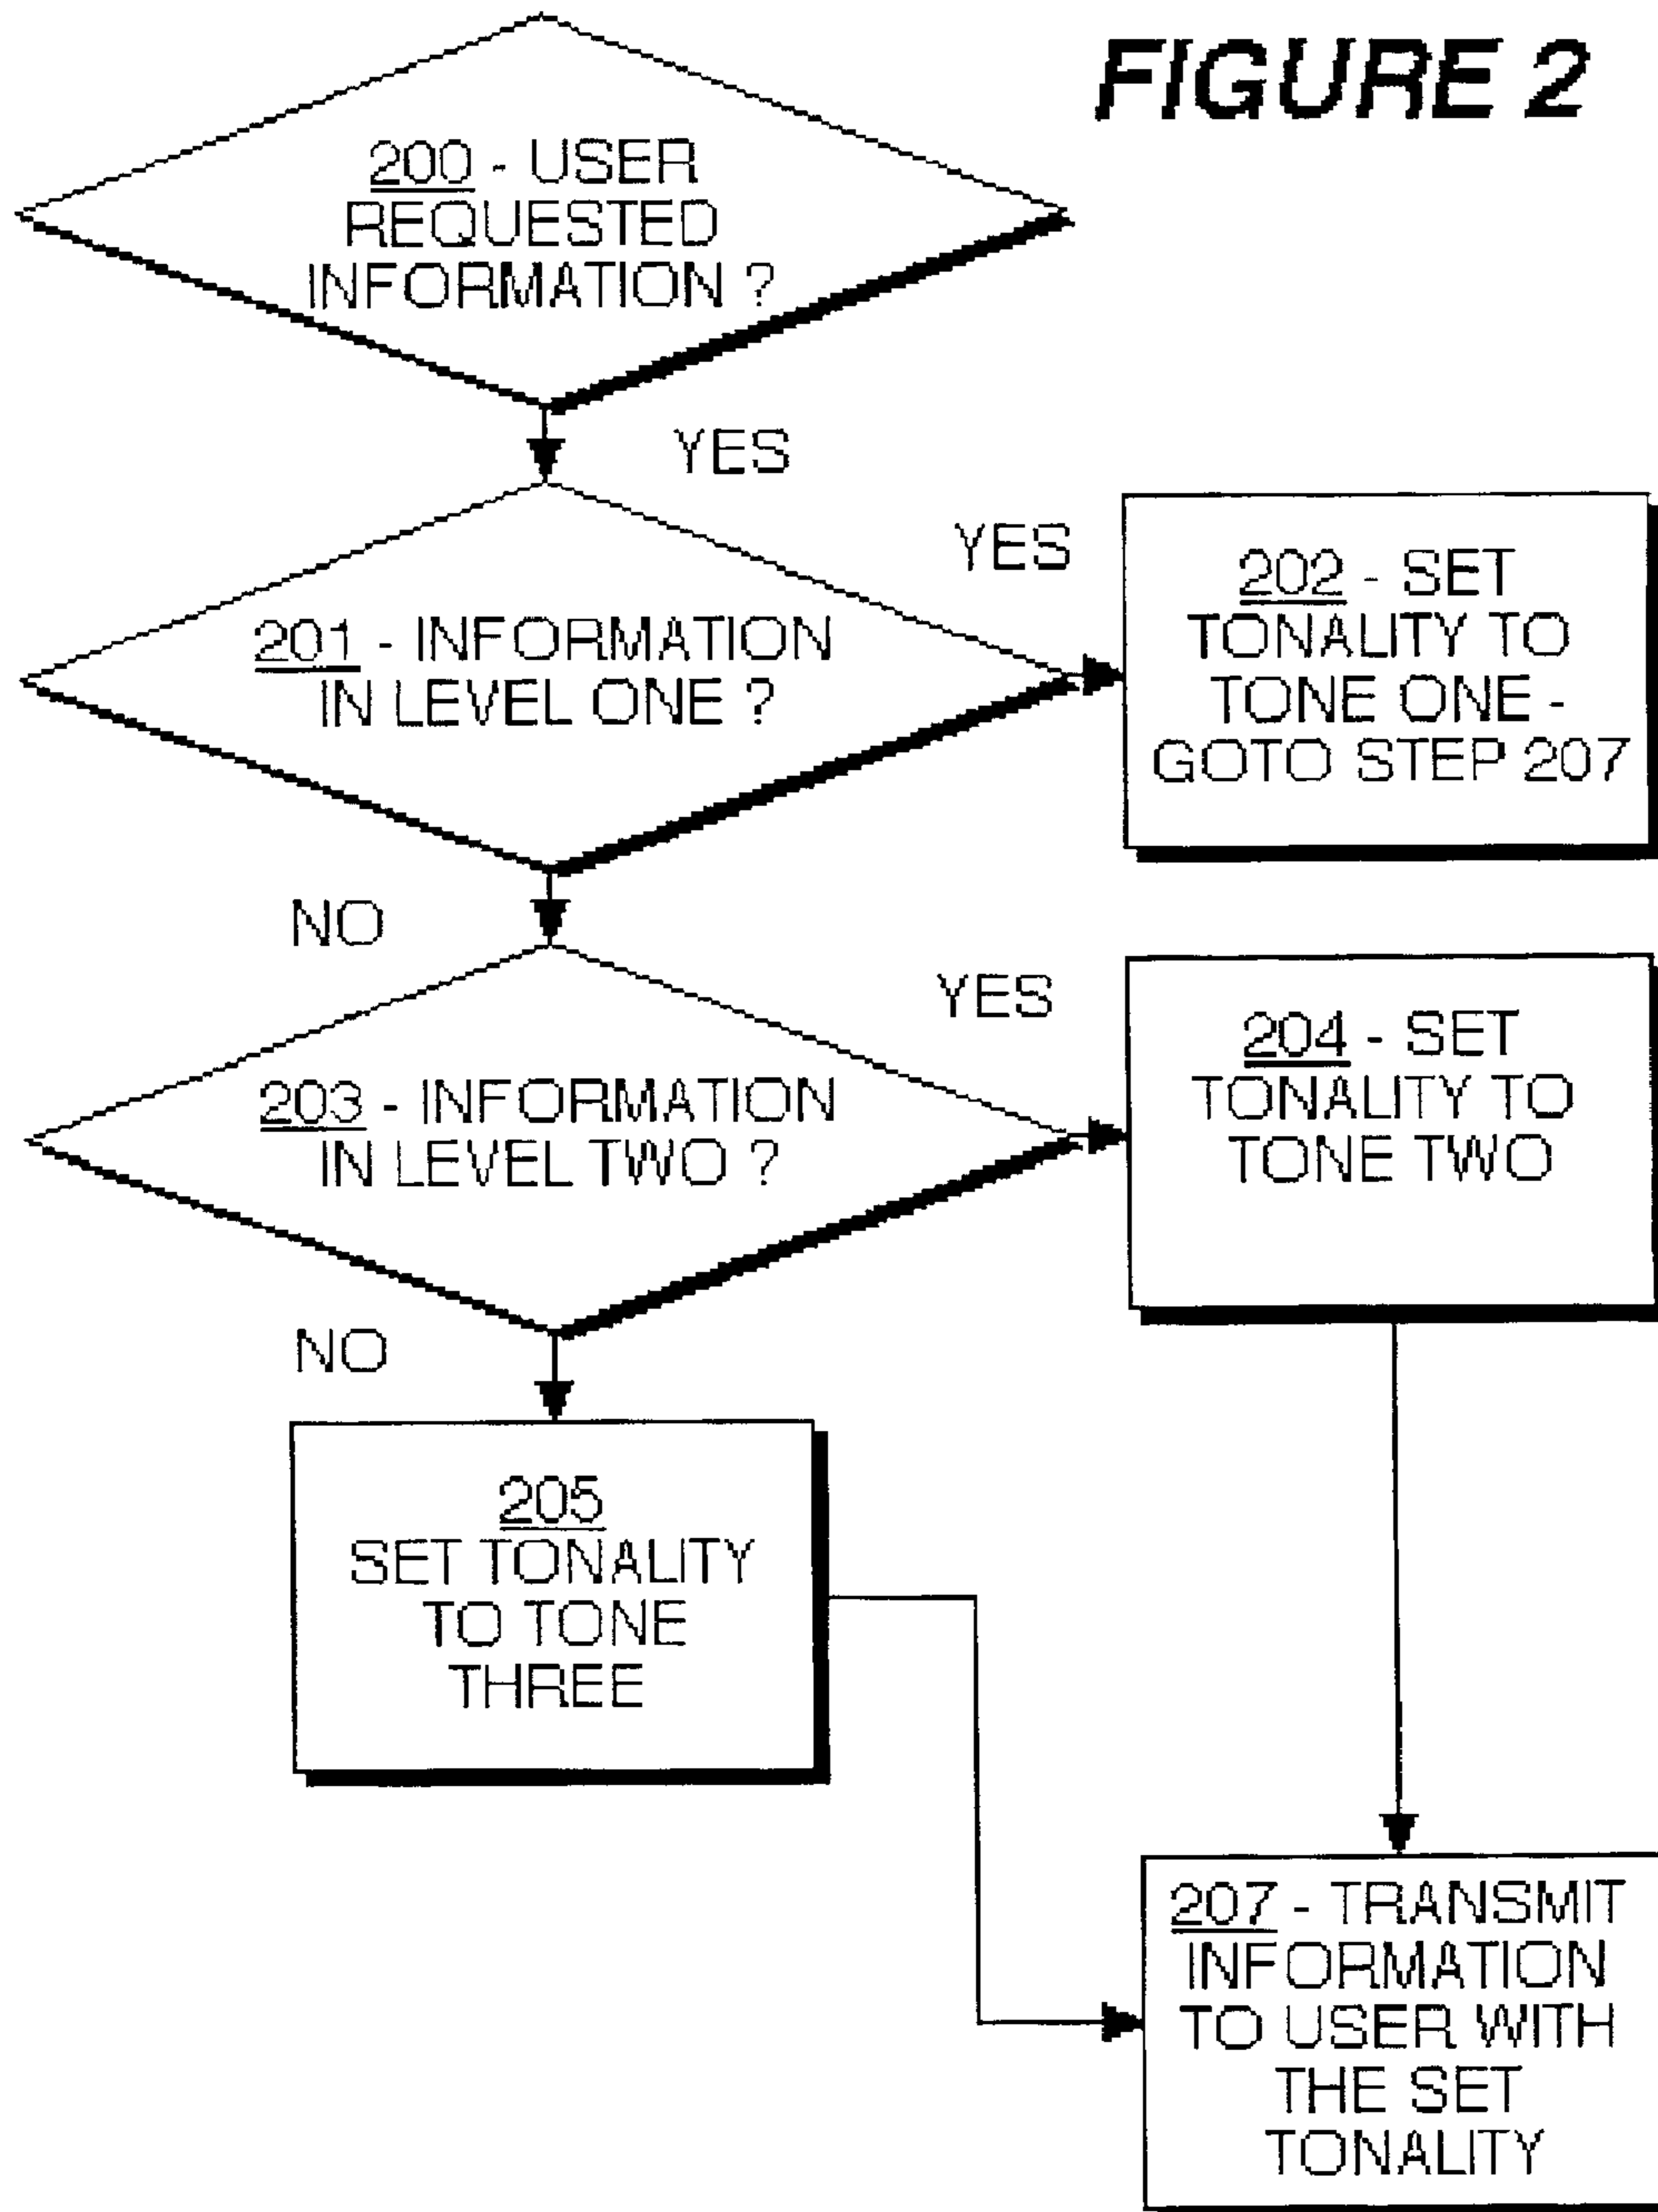 FIGURE 2
200 - USER
REQUESTED
INFORMATION ?
YES
201 - INFORMATION
IN LEVEL ONE ?
YES
202 - SET
TONALITY TO
TONE ONE -
GOTO STEP 207
NO
203 - INFORMATION
IN LEVEL TWO ?
YES
204 - SET
TONALITY TO
TONE TWO
NO
205
SET TONALITY
TO TONE
THREE
207 - TRANSMIT
INFORMATION
TO USER WITH
THE SET
TONALITY